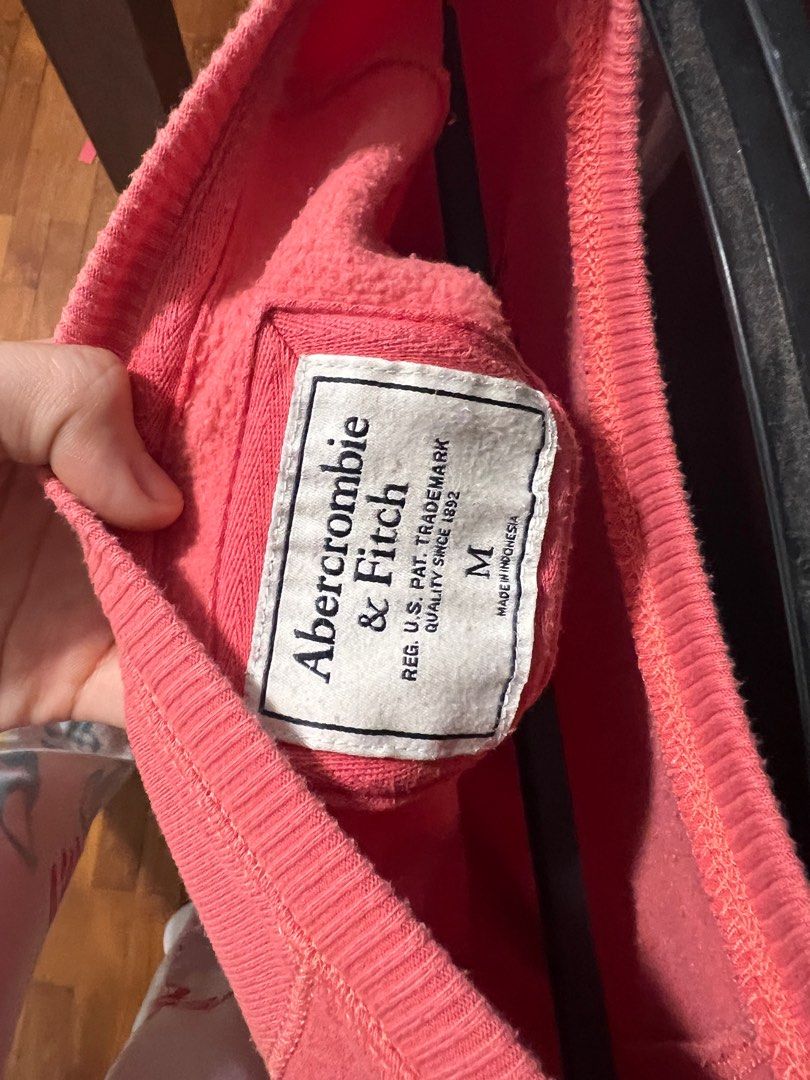 Abercrombie
& Fitch
REG. U.S. PAT. TRADEMARK
QUALITY SINCE 1892
M
MADE IN INDONESIA